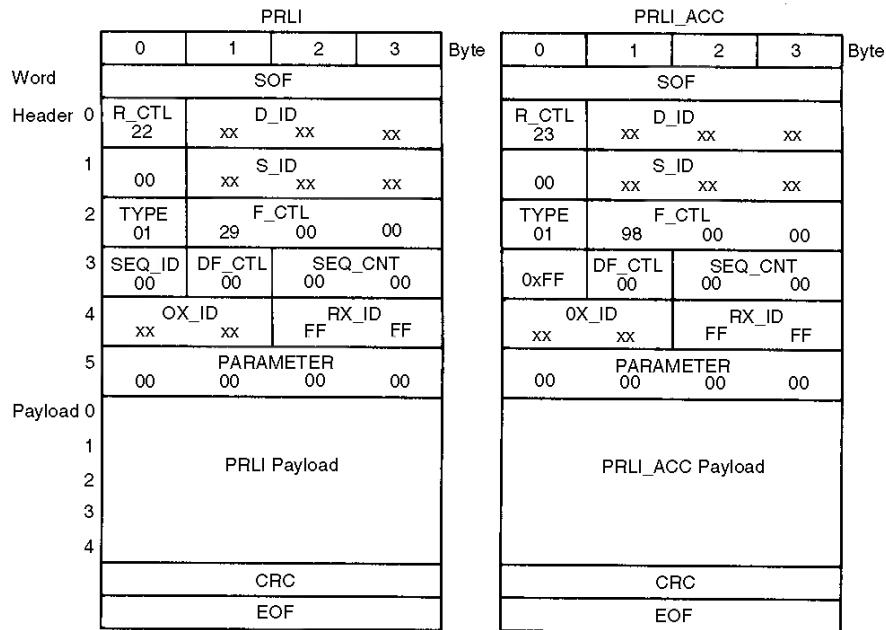 PRLI PRLI_ACC
0 1 2 3 Byte 0 1 2 3 Byte
Word SOF SOF
Header 0 R_CTL D_ID R_CTL D_ID
22 xx xx xx 23 xx xx xx
1 S_ID S_ID
00 xx xx xx 00 xx xx xx
2 TYPE F_CTL TYPE F_CTL
01 29 00 00 01 98 00 00
3 SEQ_ID DF_CTL SEQ_CNT DF_CTL SEQ_CNT
00 00 00 00 0xFF 00 00 00
4 OX_ID RX_ID 0X_ID RX_ID
xx xx FF FF xx xx FF FF
5 PARAMETER PARAMETER
00 00 00 00 00 00 00 00
Payload 0
1
PRLI Payload PRLI_ACC Payload
2
3
4
CRC CRC
EOF EOF